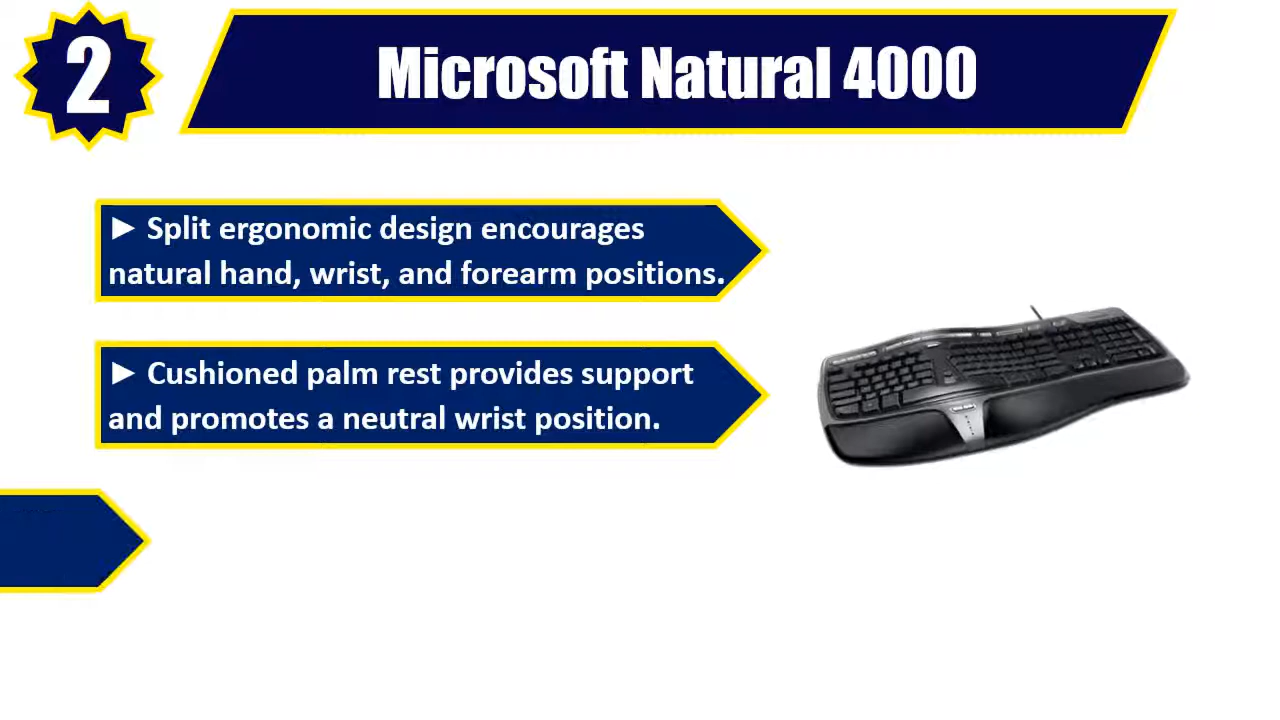 2
Microsoft Natural 4000
► Split ergonomic design encourages
natural hand, wrist, and forearm positions.
► Cushioned palm rest provides support
and promotes a neutral wrist position.